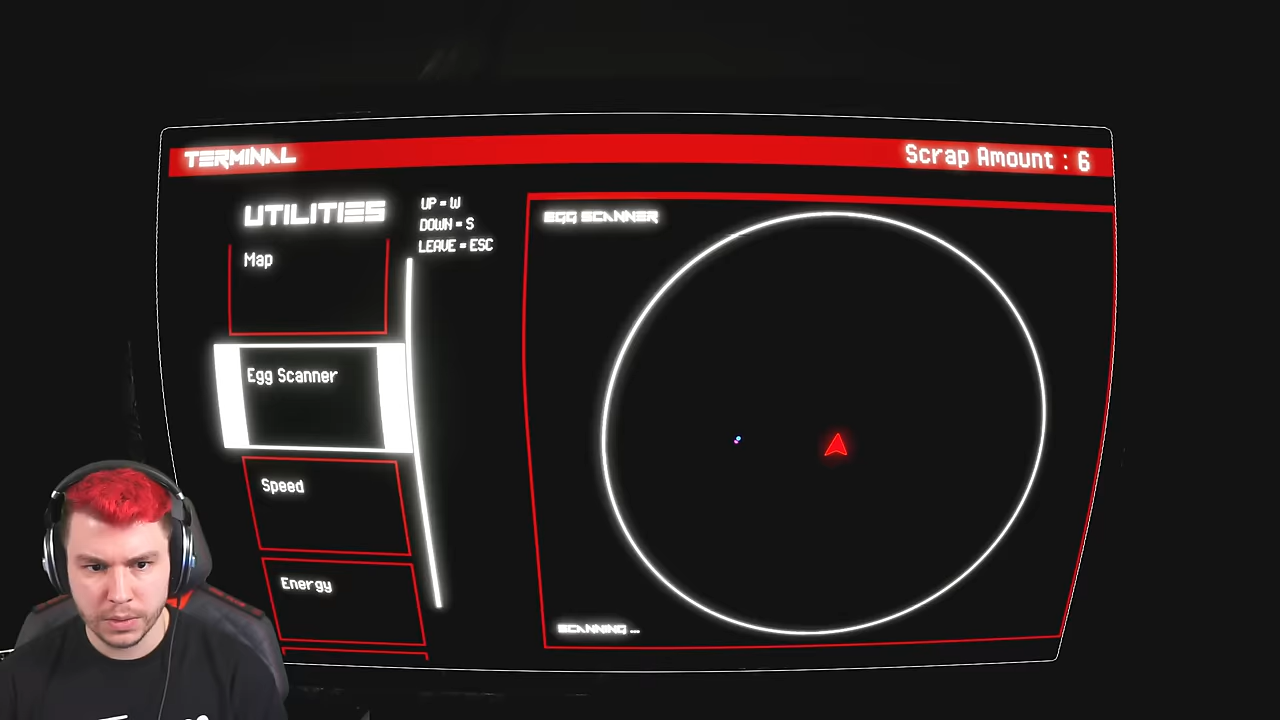 TERMINAL
Scrap Amount : 6
UTILITIES
UP = W
DOWN = S
LEAVE = ESC
Map
Egg Scanner
Speed
Energy
EGG SCANNER
SCANNING ...